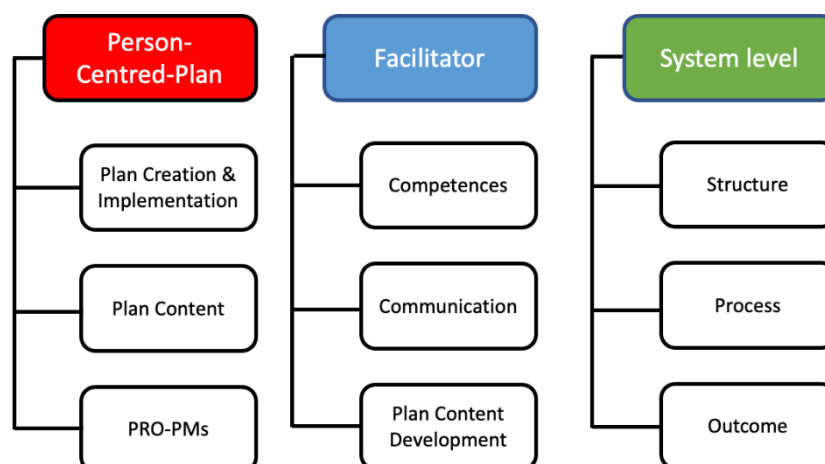 Person-
Centred-Plan
Plan Creation &
Implementation
Plan Content
PRO-PMs
Facilitator
Competences
Communication
Plan Content
Development
System level
Structure
Process
Outcome